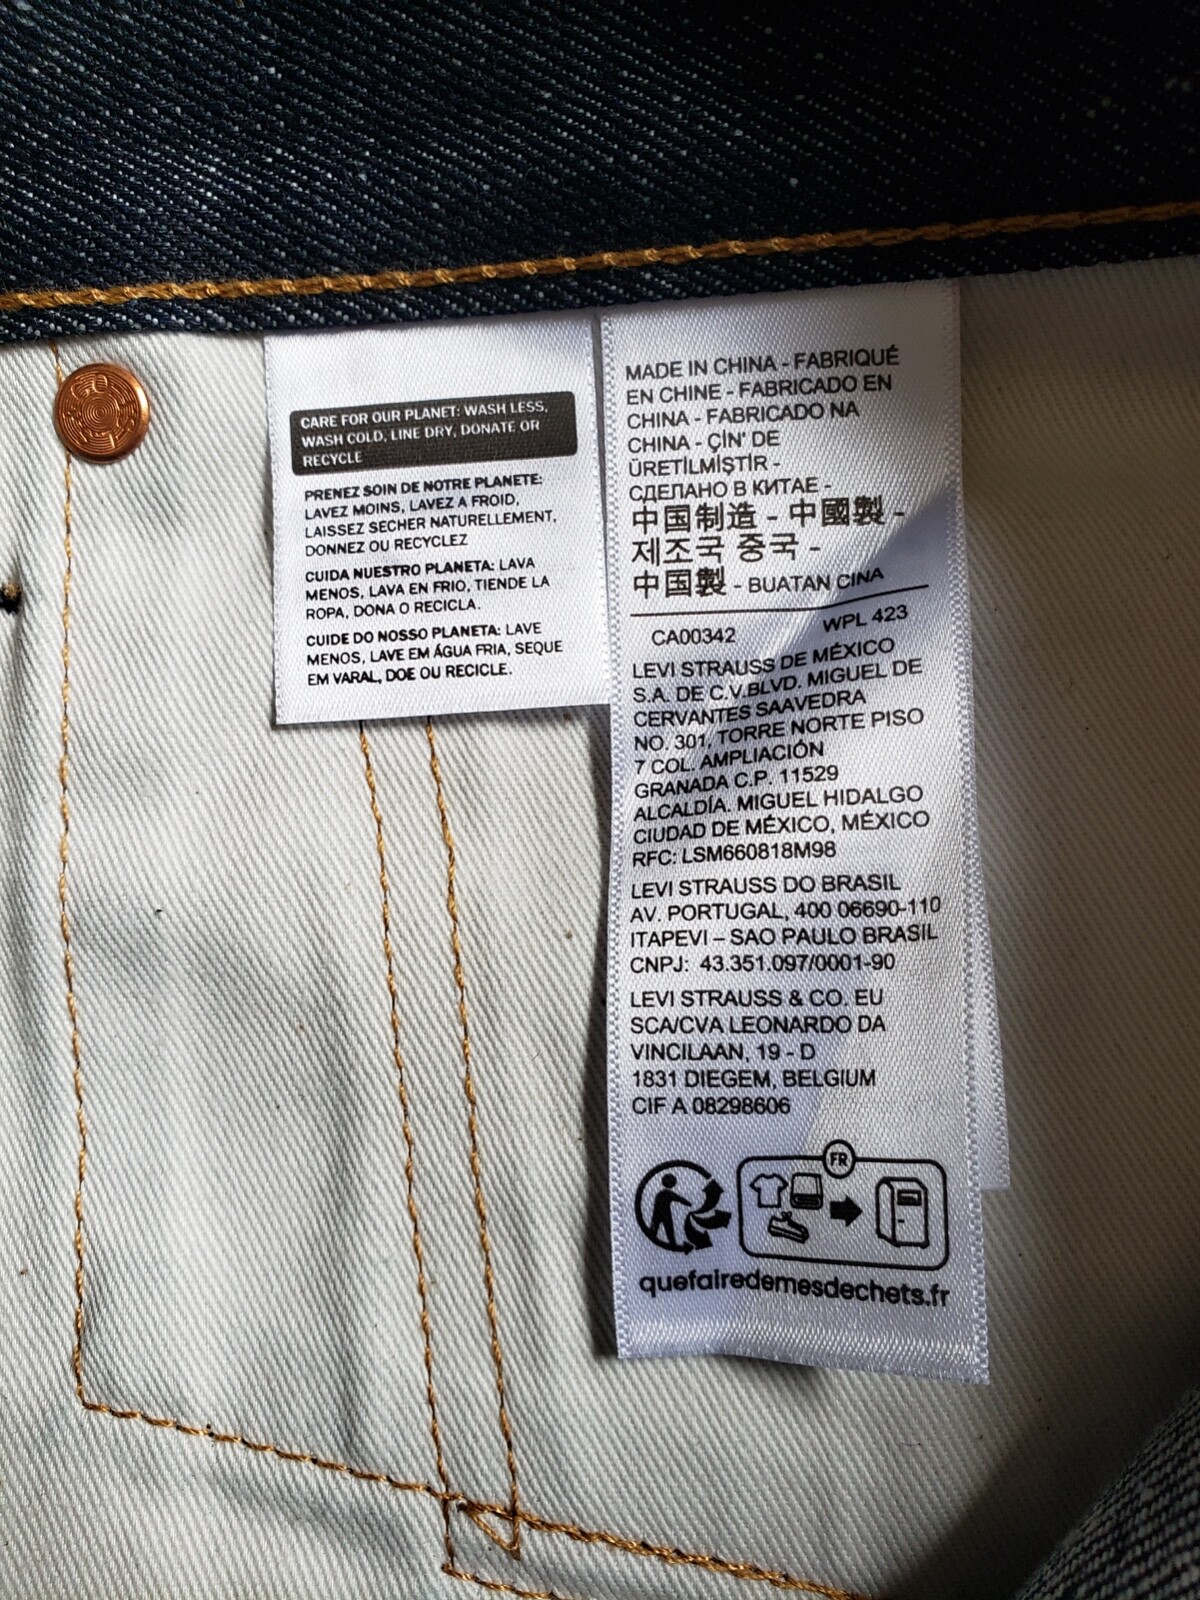 CARE FOR OUR PLANET: WASH LESS,
WASH COLD, LINE DRY, DONATE OR
RECYCLE
PRENEZ SOIN DE NOTRE PLANETE:
LAVEZ MOINS, LAVEZ A FROID,
LAISSEZ SECHER NATURELLEMENT,
DONNEZ OU RECYCLEZ
CUIDA NUESTRO PLANETA: LAVA
MENOS, LAVA EN FRIO, TIENDE LA
ROPA, DONA O RECICLA.
CUIDE DO NOSSO PLANETA: LAVE
MENOS, LAVE EM ÁGUA FRIA, SEQUE
EM VARAL, DOE OU RECICLE.
MADE IN CHINA - FABRIQUÉ
EN CHINE - FABRICADO EN
CHINA - FABRICADO NA
CHINA - ÇİN' DE
ÜRETİLMİŞTİR -
СДЕЛАНО В КИТАЕ -
中国制造 - 中國製 -
제조국 중국 -
中国製 - BUATAN CINA
CA00342 WPL 423
LEVI STRAUSS DE MÉXICO
S.A. DE C.V.BLVD. MIGUEL DE
CERVANTES SAAVEDRA
NO. 301, TORRE NORTE PISO
7 COL. AMPLIACIÓN
GRANADA C.P. 11529
ALCALDÍA. MIGUEL HIDALGO
CIUDAD DE MÉXICO, MÉXICO
RFC: LSM660818M98
LEVI STRAUSS DO BRASIL
AV. PORTUGAL, 400 06690-110
ITAPEVI – SAO PAULO BRASIL
CNPJ: 43.351.097/0001-90
LEVI STRAUSS & CO. EU
SCA/CVA LEONARDO DA
VINCILAAN, 19 - D
1831 DIEGEM, BELGIUM
CIF A 08298606
FR
quefairedemesdechets.fr